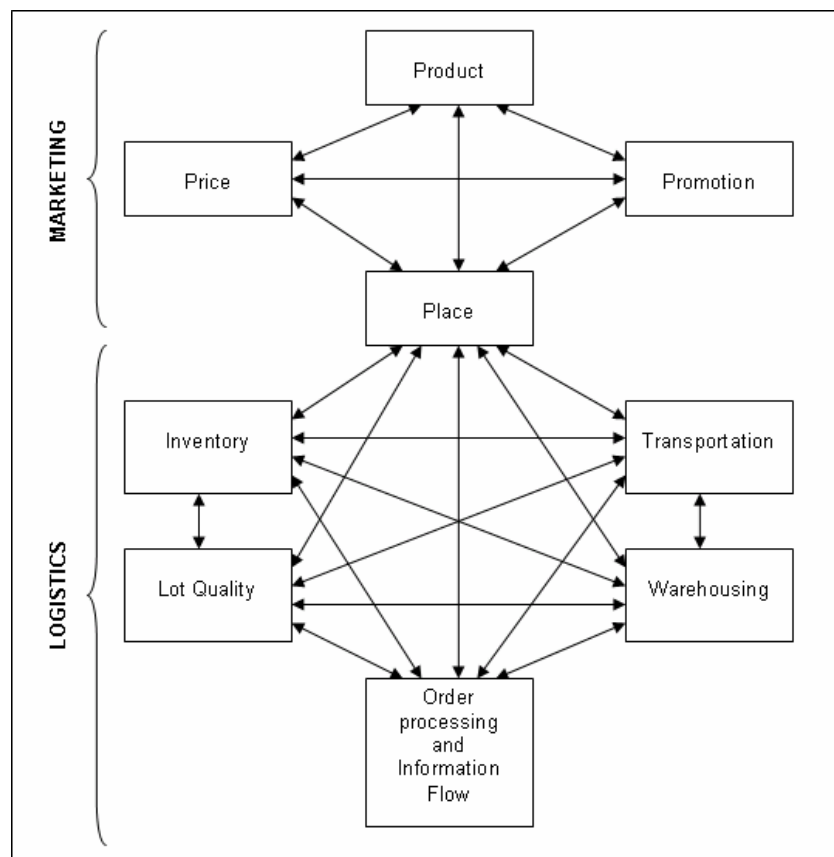 MARKETING
Product
Price
Promotion
Place
LOGISTICS
Inventory
Transportation
Lot Quality
Warehousing
Order
processing
and
Information
Flow